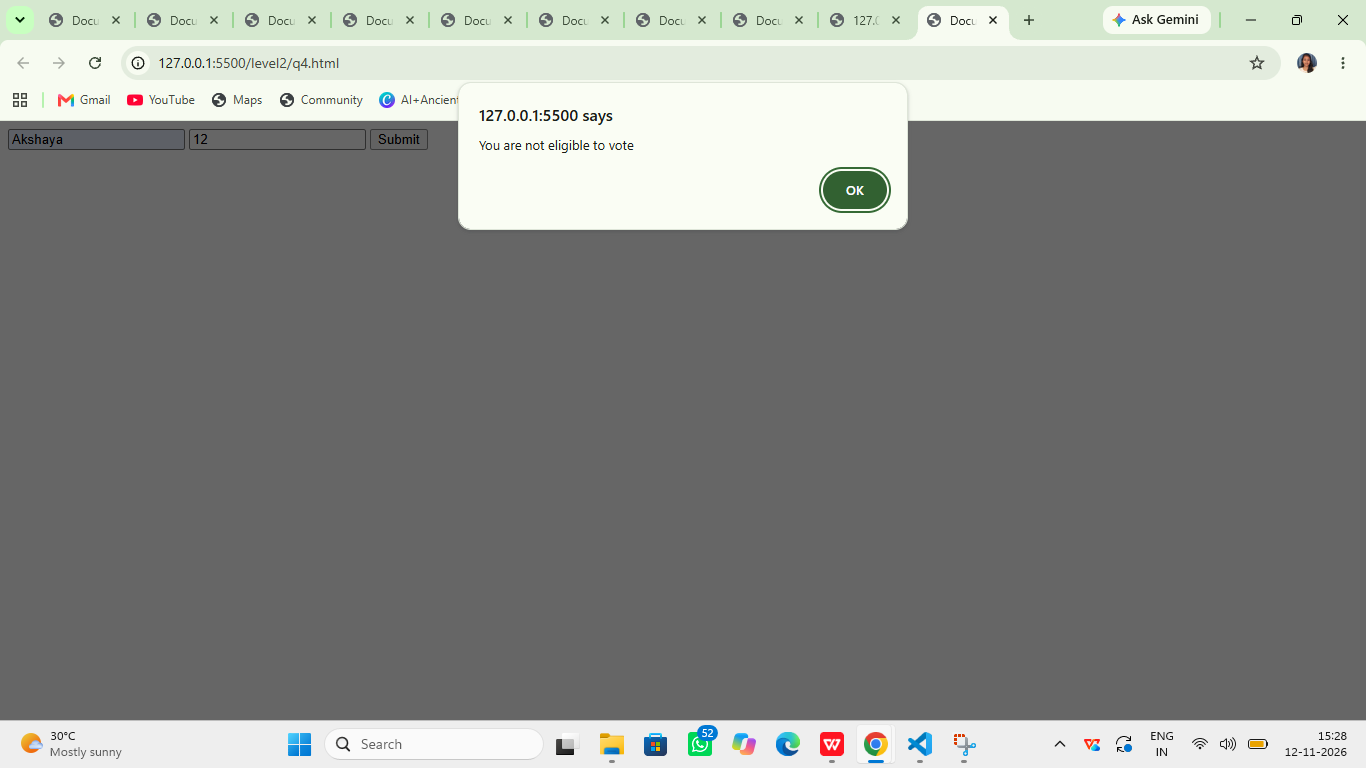 Docu Docu Docu Docu Docu Docu Docu Docu 127.0 Docu Ask Gemini
127.0.0.1:5500/level2/q4.html
Gmail YouTube Maps Community AI+Ancient
127.0.0.1:5500 says
You are not eligible to vote
OK
Akshaya 12 Submit
30°C
Mostly sunny
Search
52
ENG
IN
15:28
12-11-2026